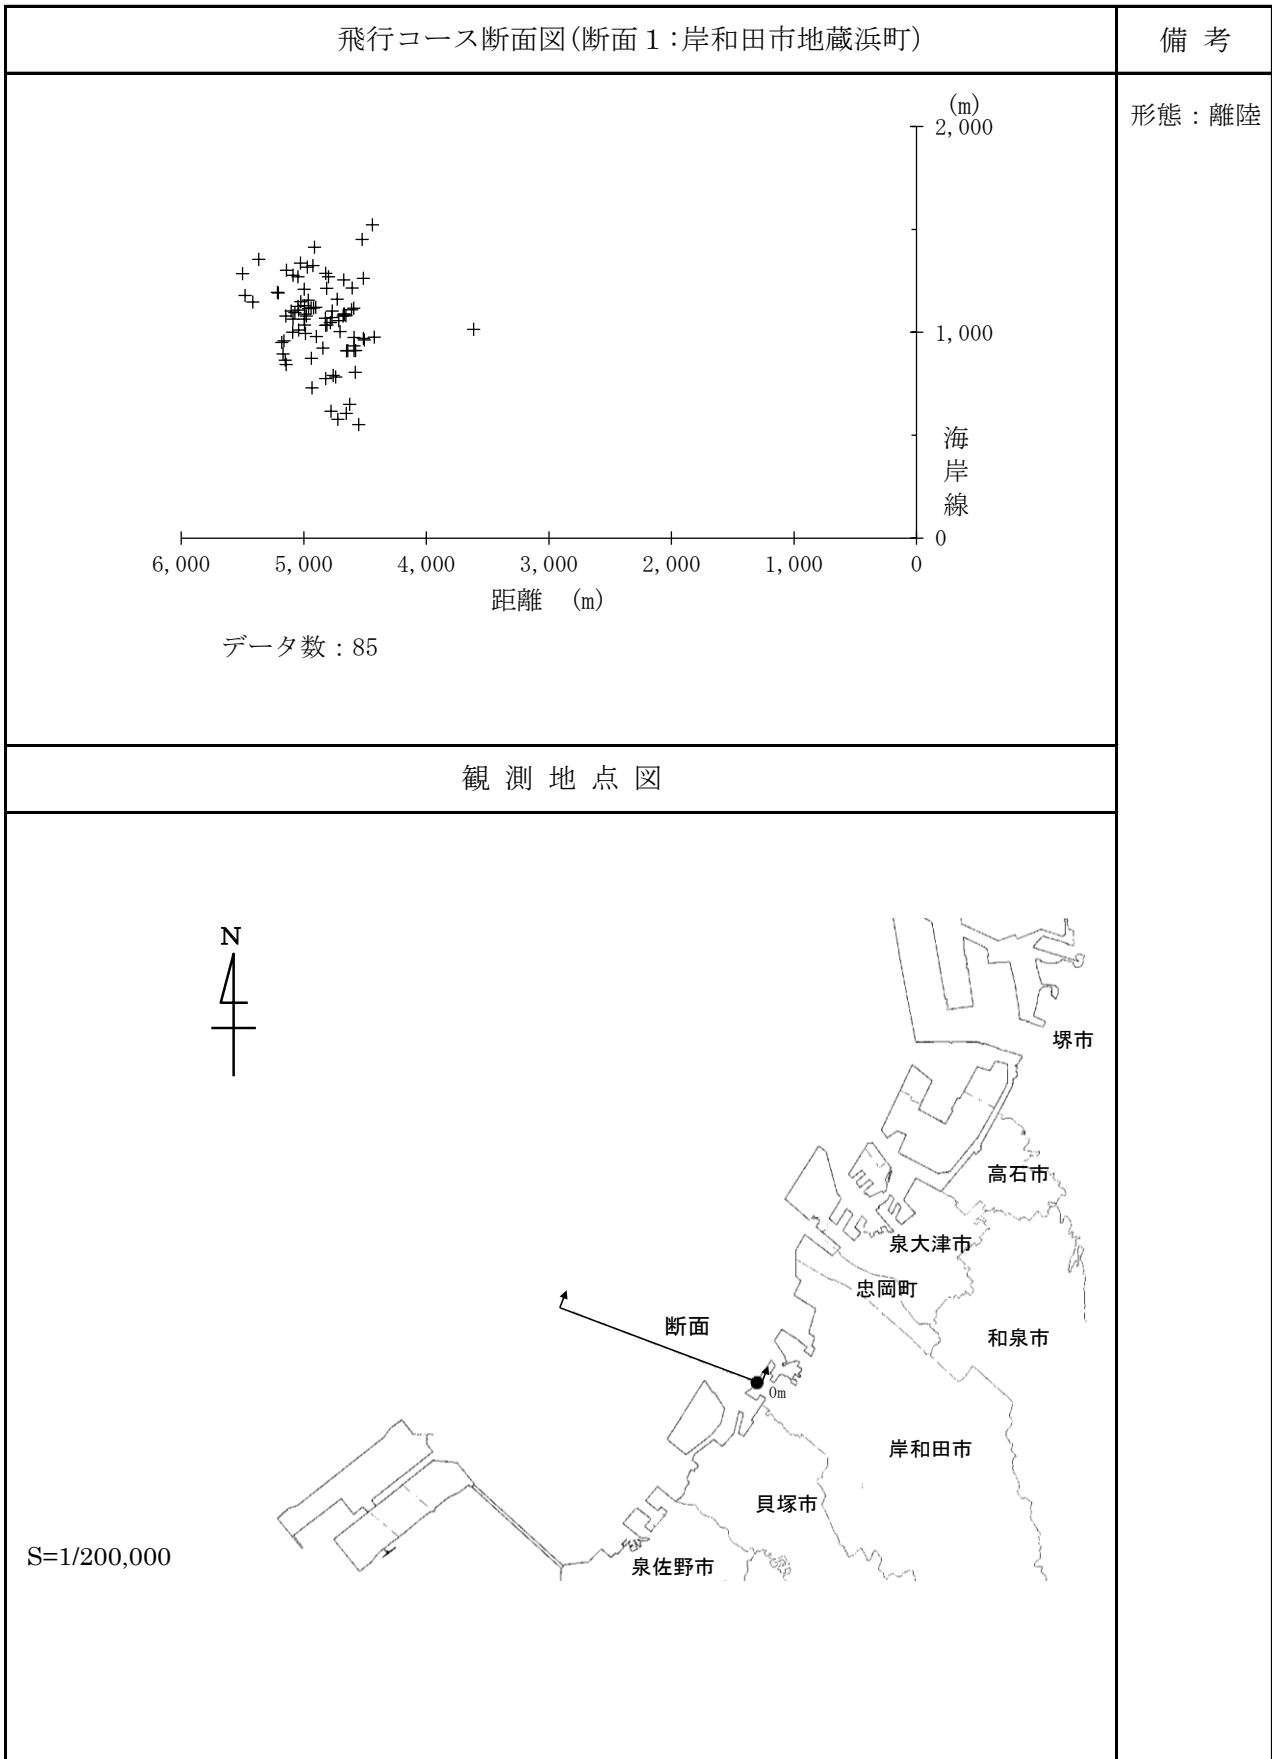 飛行コース断面図(断面１:岸和田市地蔵浜町)
備 考
形態：離陸
(m)
2,000
1,000
海岸線
0
6,000 5,000 4,000 3,000 2,000 1,000 0
距離 (m)
データ数：85
観 測 地 点 図
N
堺市
高石市
泉大津市
忠岡町
和泉市
断面
0m
岸和田市
貝塚市
S=1/200,000
泉佐野市